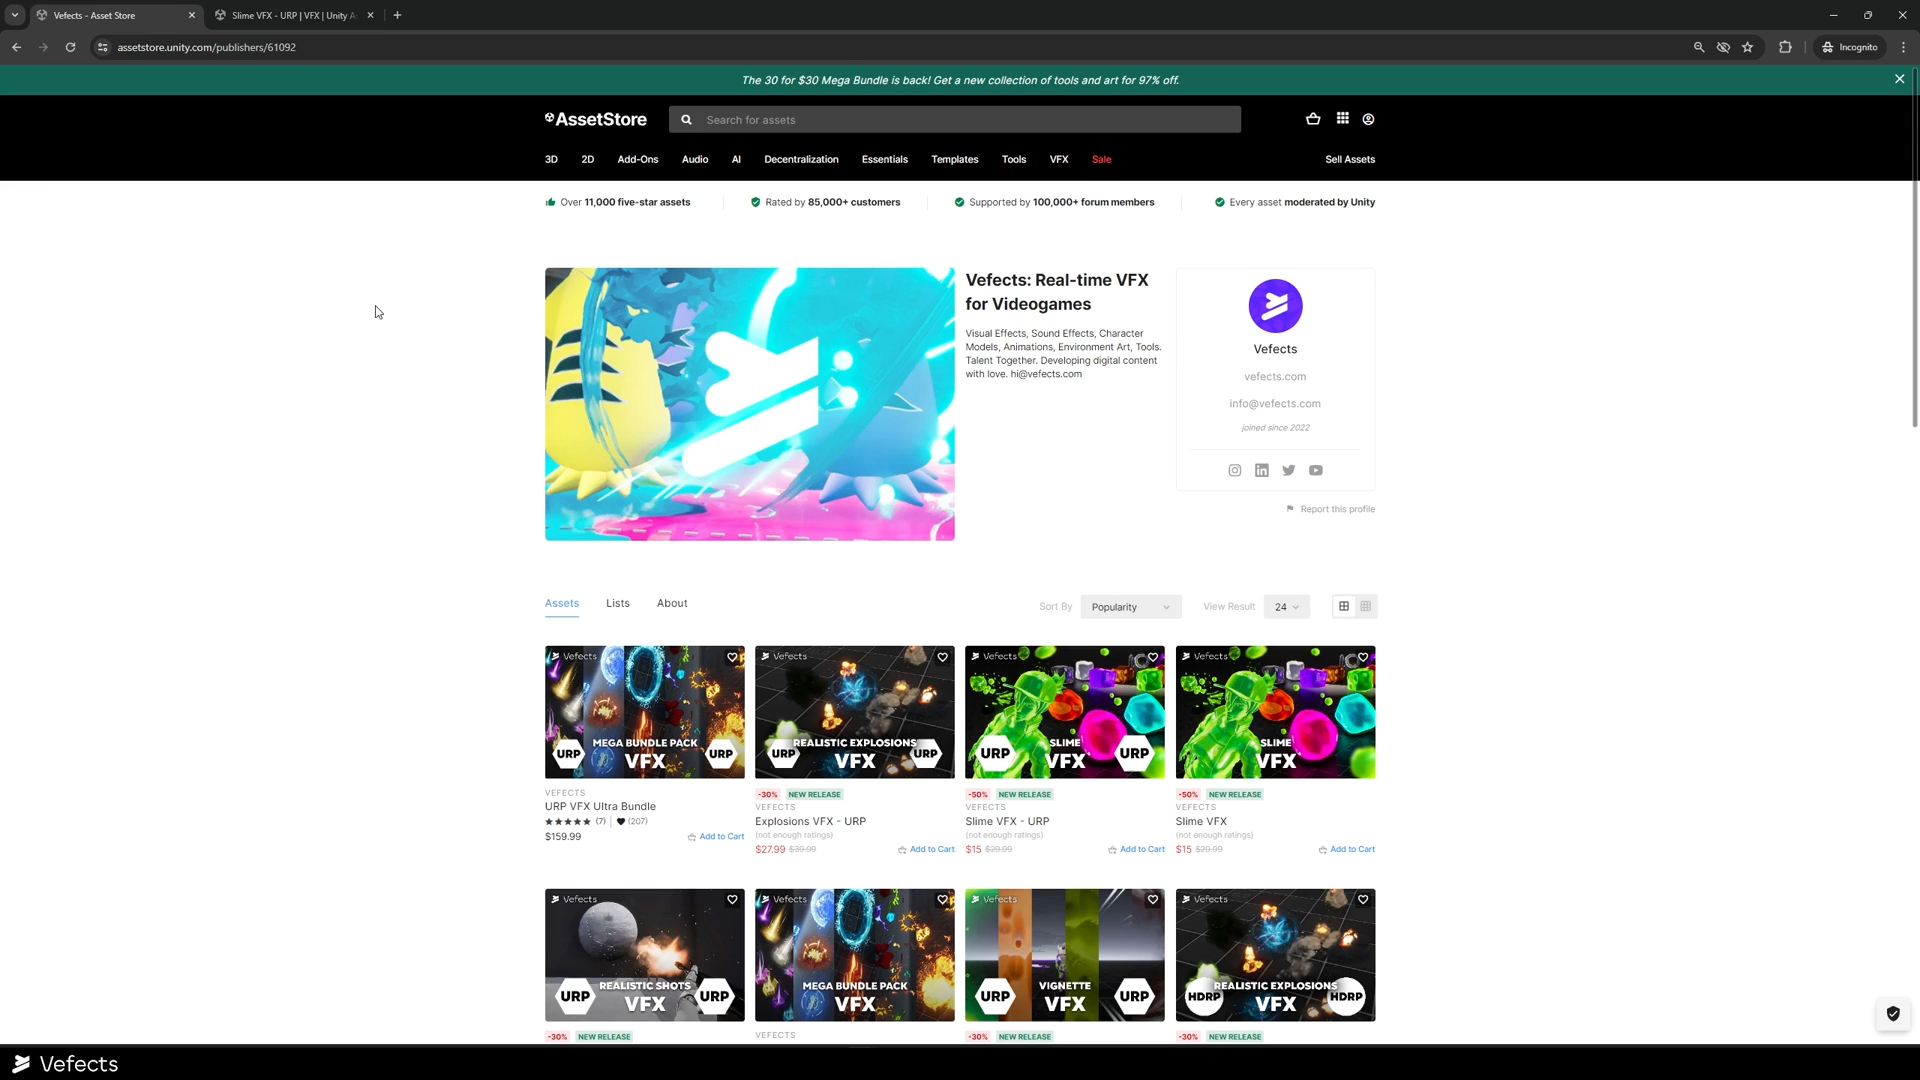 Vefects - Asset Store
Slime VFX - URP | VFX | Unity A
assetstore.unity.com/publishers/61092
Incognito
The 30 for $30 Mega Bundle is back! Get a new collection of tools and art for 97% off.
AssetStore
Search for assets
3D 2D Add-Ons Audio AI Decentralization Essentials Templates Tools VFX Sale Sell Assets
Over 11,000 five-star assets Rated by 85,000+ customers Supported by 100,000+ forum members Every asset moderated by Unity
Vefects: Real-time VFX
for Videogames
Visual Effects, Sound Effects, Character
Models, Animations, Environment Art, Tools.
Talent Together. Developing digital content
with love. hi@vefects.com
Vefects
vefects.com
info@vefects.com
joined since 2022
Report this profile
Assets Lists About
Sort By Popularity View Result 24
Vefects Vefects Vefects Vefects
MEGA BUNDLE PACK REALISTIC EXPLOSIONS SLIME SLIME
URP VFX URP URP VFX URP URP VFX URP VFX
VEFECTS
URP VFX Ultra Bundle
(7) (207)
$159.99 Add to Cart
-30% NEW RELEASE
VEFECTS
Explosions VFX - URP
(not enough ratings)
$27.99 $39.99 Add to Cart
-50% NEW RELEASE
VEFECTS
Slime VFX - URP
(not enough ratings)
$15 $29.99 Add to Cart
-50% NEW RELEASE
VEFECTS
Slime VFX
(not enough ratings)
$15 $29.99 Add to Cart
Vefects Vefects Vefects Vefects
REALISTIC SHOTS MEGA BUNDLE PACK VIGNETTE REALISTIC EXPLOSIONS
URP VFX URP VFX URP VFX URP HDRP VFX HDRP
-30% NEW RELEASE VEFECTS -30% NEW RELEASE -30% NEW RELEASE
Vefects